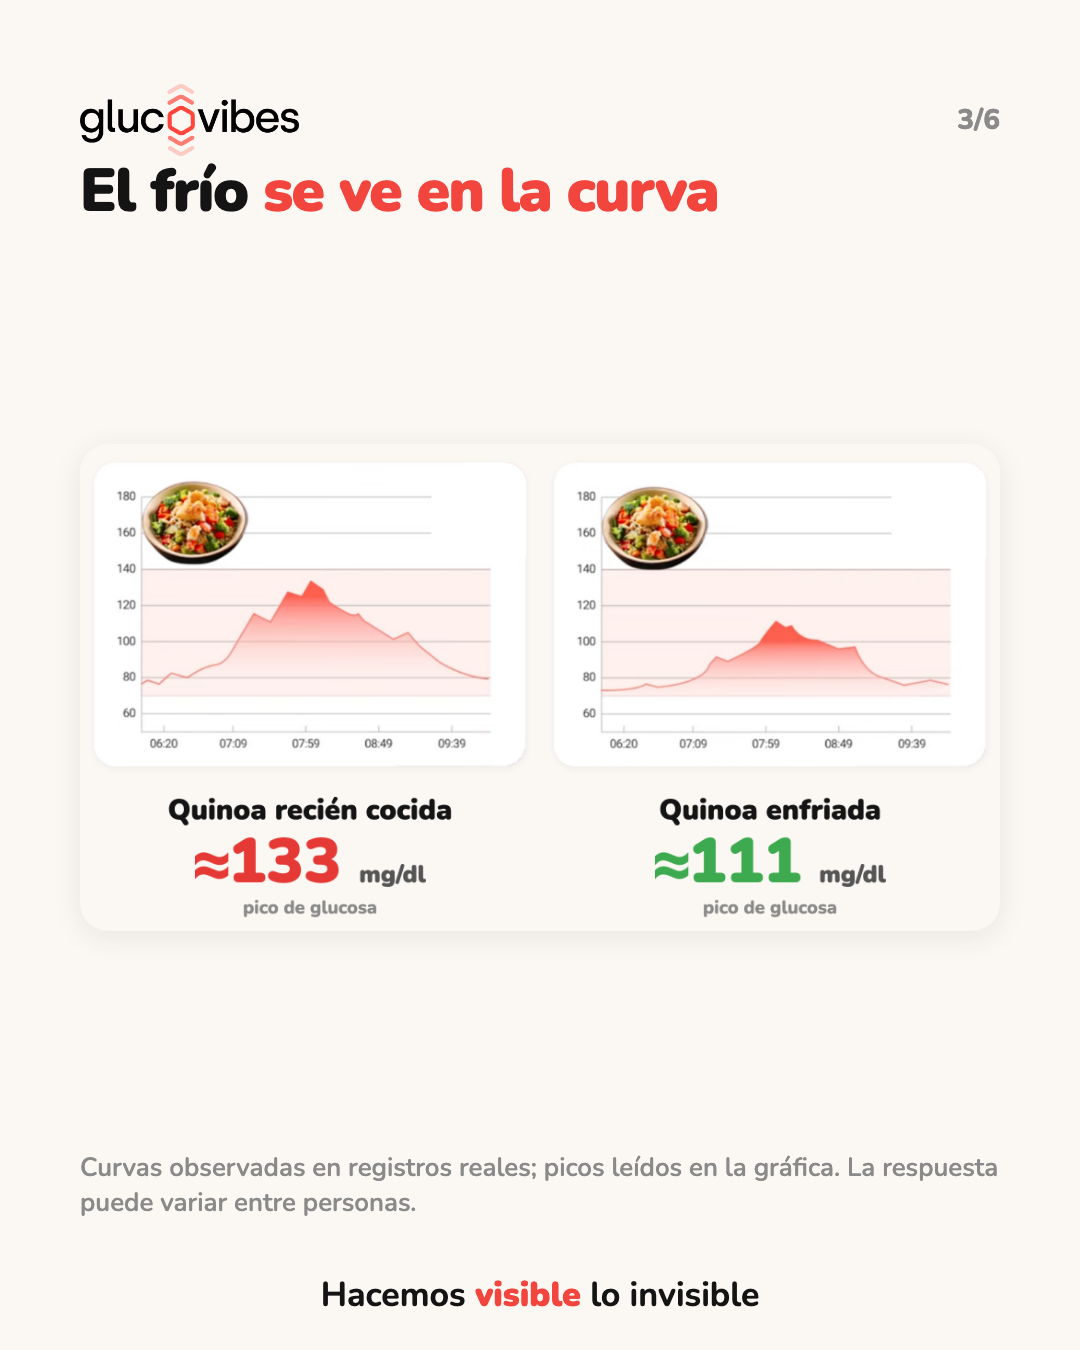 glucovibes
3/6
El frío se ve en la curva
180
160
140
120
100
80
60
06:20 07:09 07:59 08:49 09:39
180
160
140
120
100
80
60
06:20 07:09 07:59 08:49 09:39
Quinoa recién cocida
≈133 mg/dl
pico de glucosa
Quinoa enfriada
≈111 mg/dl
pico de glucosa
Curvas observadas en registros reales; picos leídos en la gráfica. La respuesta
puede variar entre personas.
Hacemos visible lo invisible